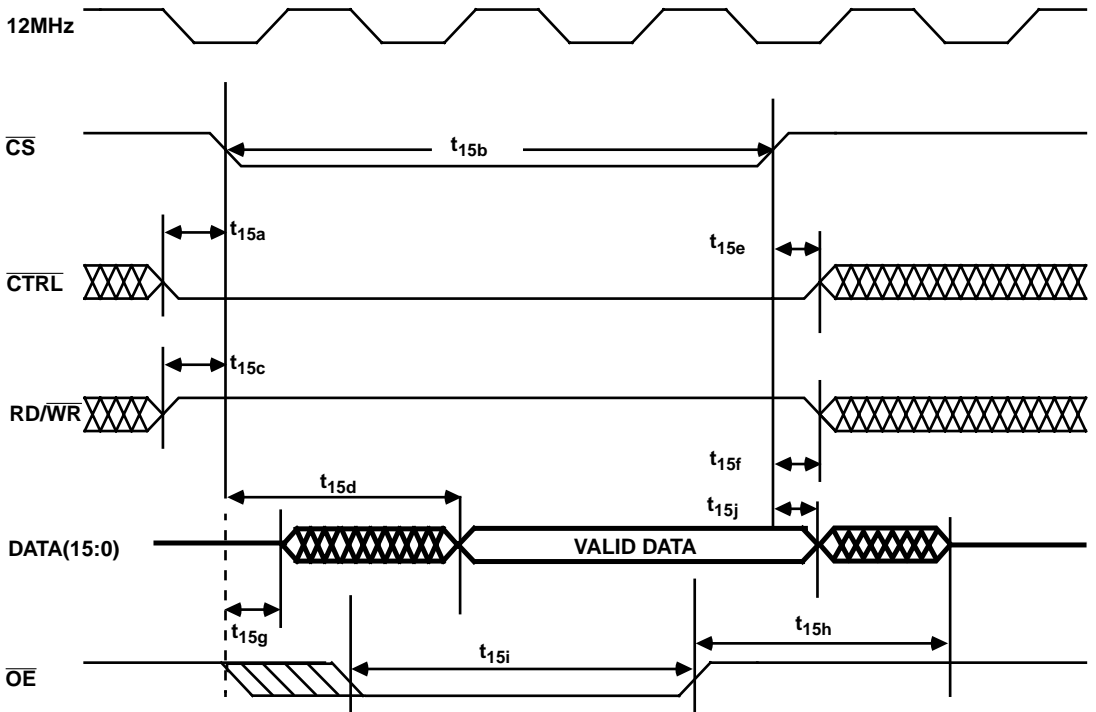 12MHz
CS
t15b
t15a
t15e
CTRL
t15c
RD/WR
t15f
t15d
t15j
DATA(15:0)
VALID DATA
t15g
t15h
t15i
OE